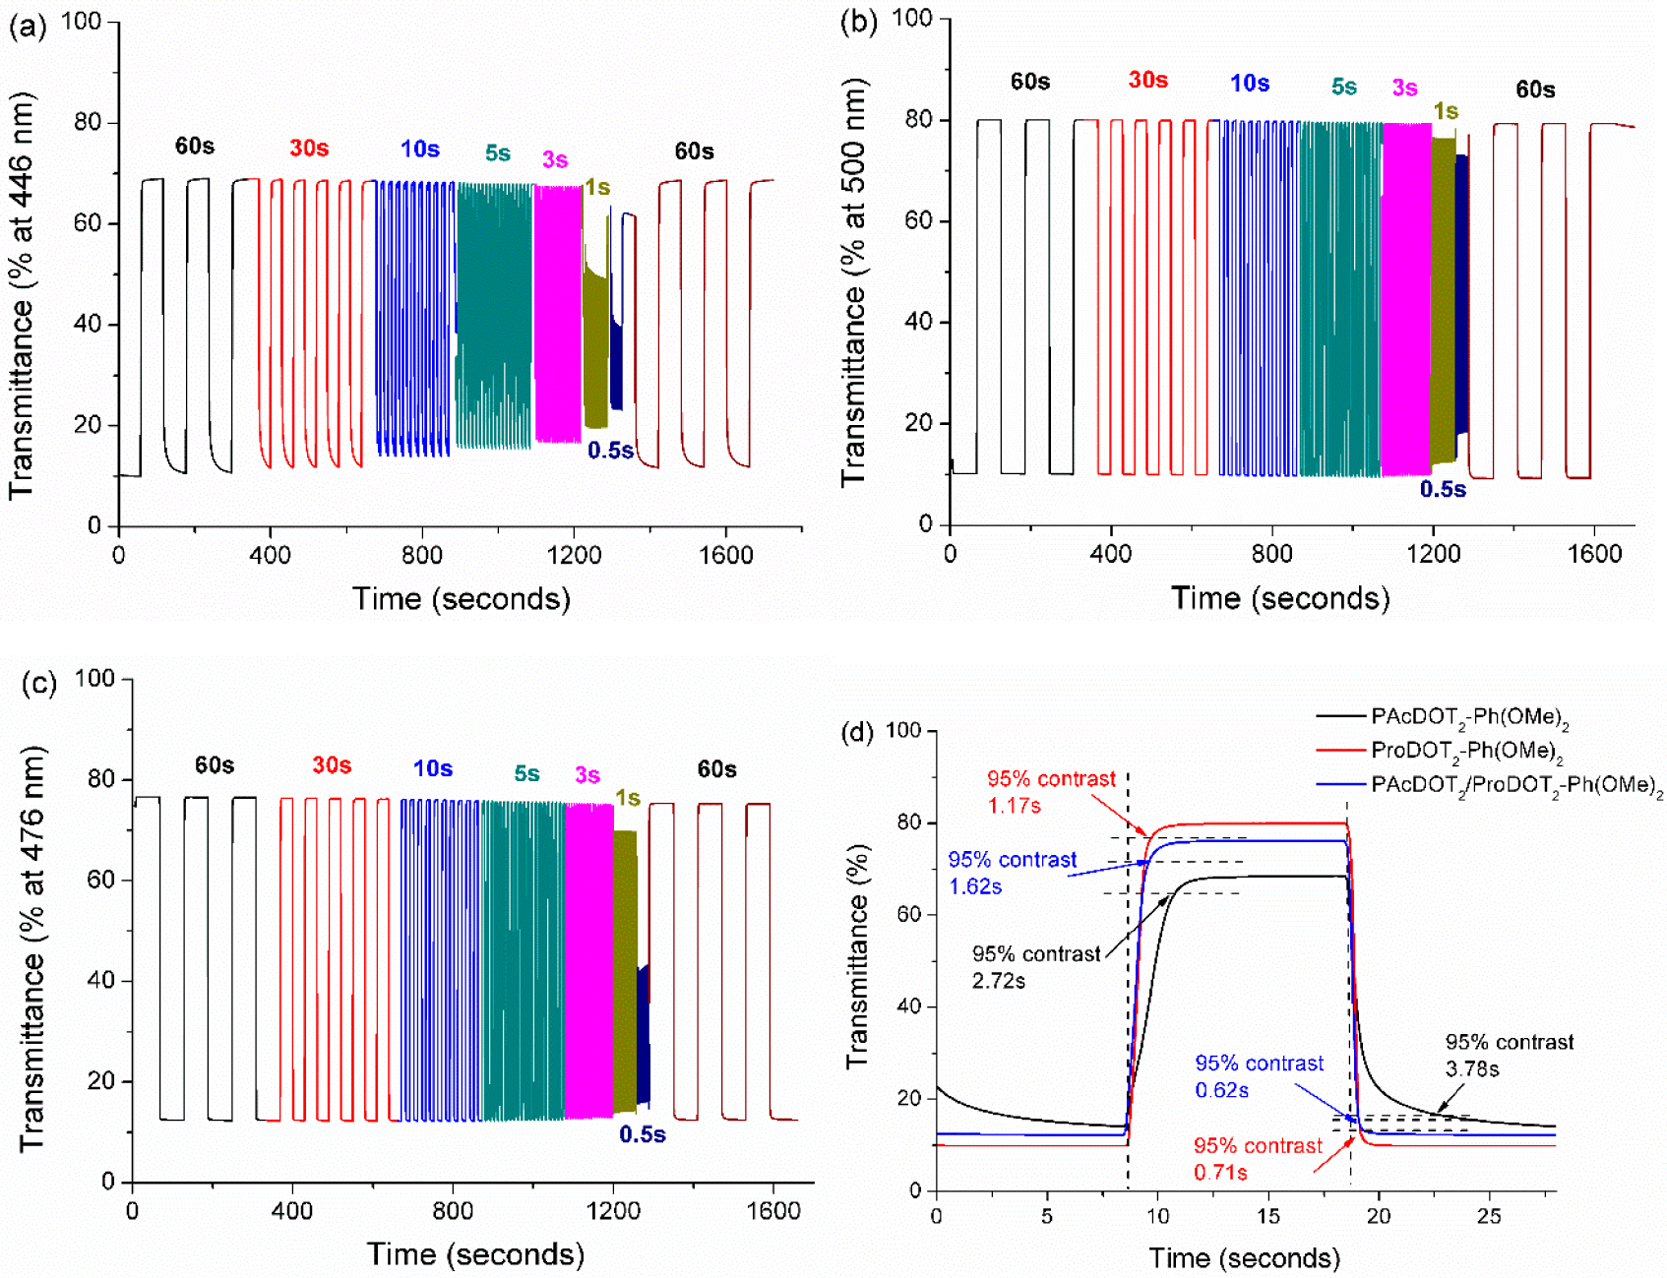 (a)
Transmittance (% at 446 nm)
100
80
60
40
20
0
60s
30s
10s
5s
3s
1s
0.5s
60s
0
400
800
1200
1600
Time (seconds)
(b)
Transmittance (% at 500 nm)
100
80
60
40
20
0
60s
30s
10s
5s
3s
1s
0.5s
60s
0
400
800
1200
1600
Time (seconds)
(c)
Transmittance (% at 476 nm)
100
80
60
40
20
0
60s
30s
10s
5s
3s
1s
0.5s
60s
0
400
800
1200
1600
Time (seconds)
(d)
PAcDOT₂-Ph(OMe)₂
ProDOT₂-Ph(OMe)₂
PAcDOT₂/ProDOT₂-Ph(OMe)₂
Transmittance (%)
100
80
60
40
20
0
95% contrast
1.17s
95% contrast
1.62s
95% contrast
2.72s
95% contrast
3.78s
95% contrast
0.62s
95% contrast
0.71s
0
5
10
15
20
25
Time (seconds)